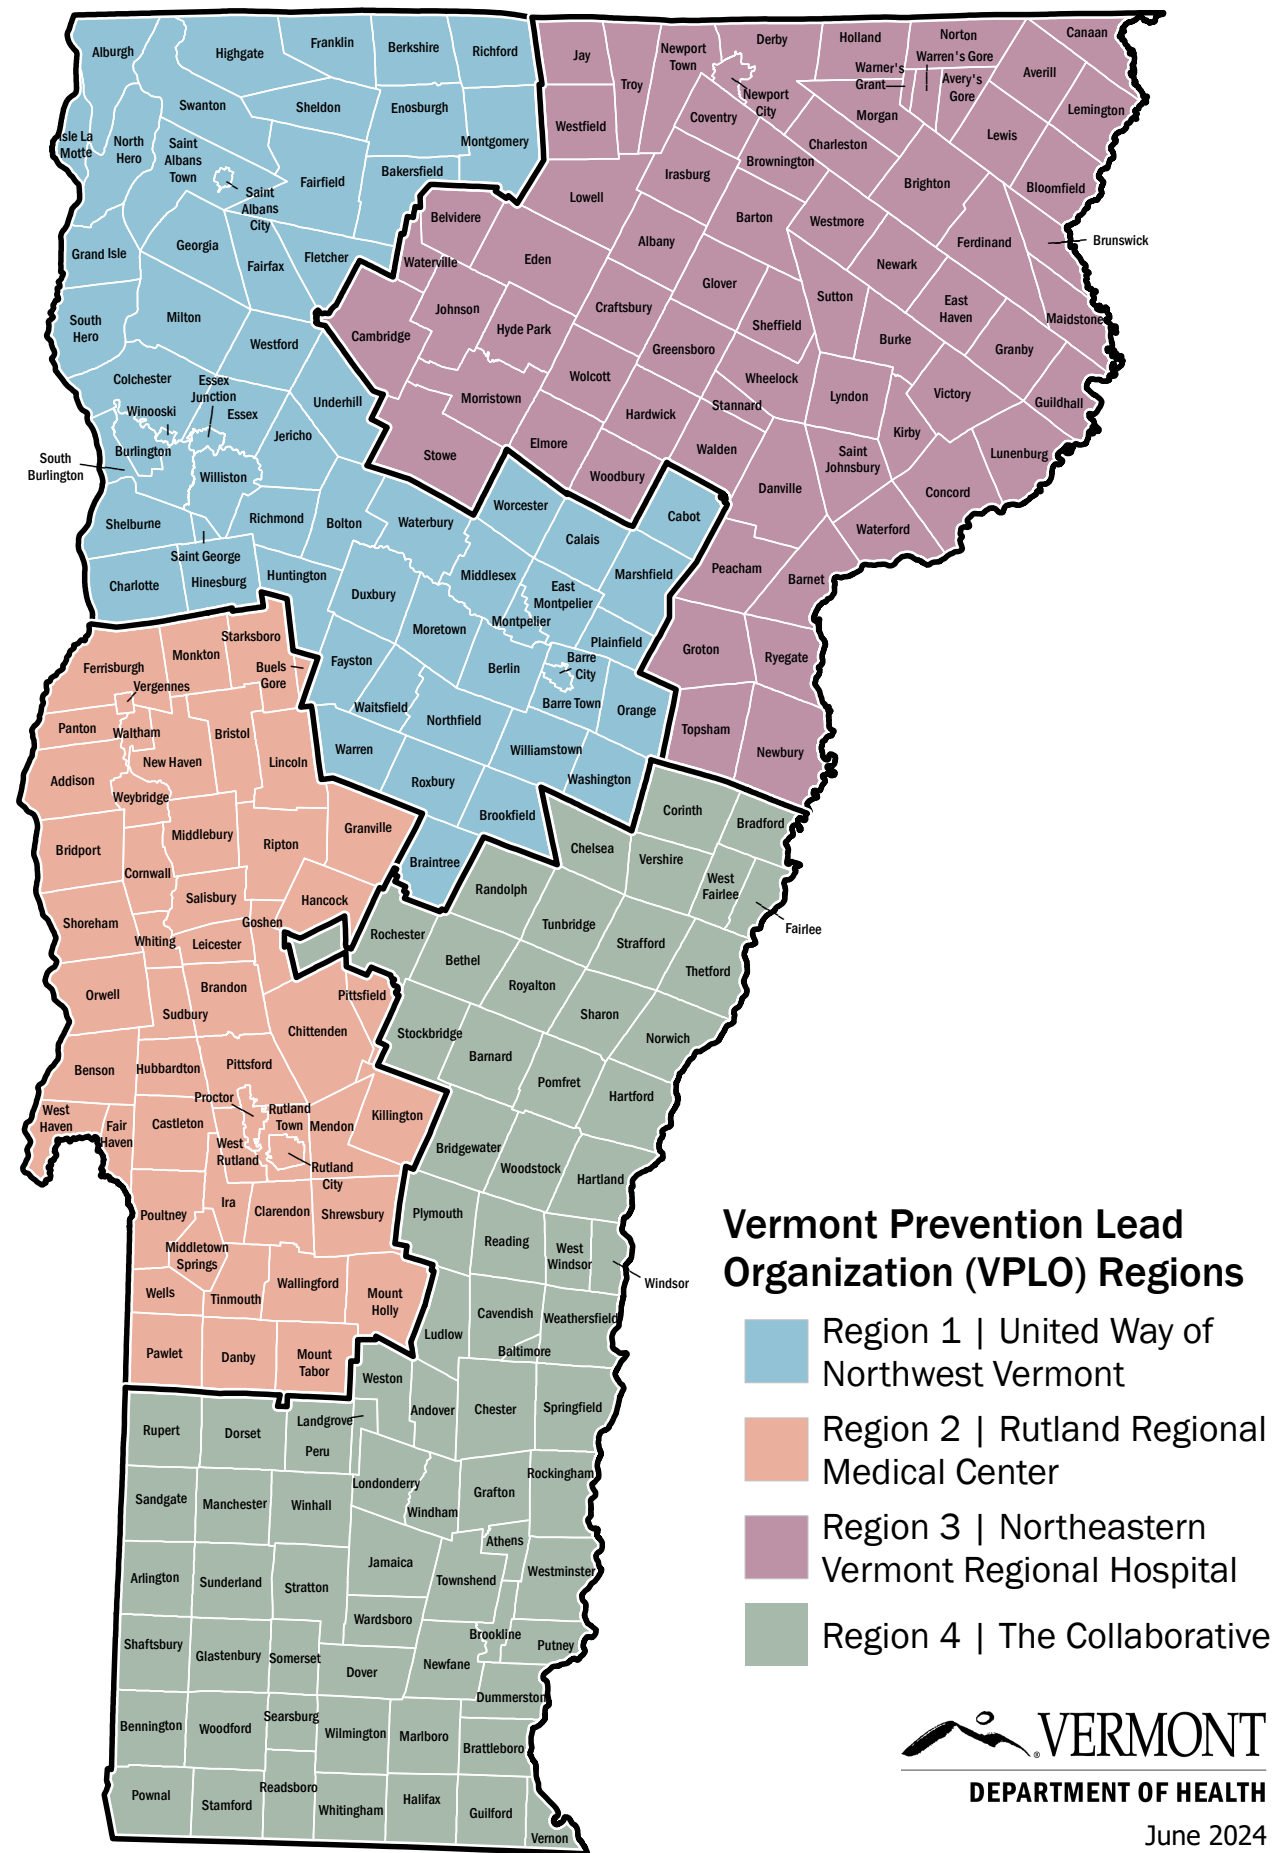 Alburgh
Highgate
Franklin
Berkshire
Richford
Jay
Troy
Newport
Town
Derby
Holland
Norton
Canaan
Warren's Gore
Warner's
Grant
Avery's
Gore
Averill
Lemington
Swanton
Sheldon
Enosburgh
Montgomery
Westfield
Newport
City
Coventry
Morgan
Lewis
Isle La
Motte
North
Hero
Saint
Albans
Town
Saint
Albans
City
Fairfield
Bakersfield
Charleston
Brownington
Irasburg
Brighton
Bloomfield
Lowell
Belvidere
Barton
Westmore
Ferdinand
Brunswick
Grand Isle
Georgia
Fairfax
Fletcher
Waterville
Eden
Albany
Newark
Glover
Sutton
East
Haven
Maidstone
South
Hero
Milton
Westford
Cambridge
Johnson
Hyde Park
Craftsbury
Greensboro
Sheffield
Burke
Granby
Colchester
Essex
Junction
Essex
Underhill
Winooski
Wolcott
Wheelock
Lyndon
Victory
Guildhall
Morristown
Stannard
Hardwick
Kirby
Jericho
Burlington
South
Burlington
Williston
Stowe
Elmore
Walden
Saint
Johnsbury
Lunenburg
Woodbury
Danville
Concord
Shelburne
Richmond
Bolton
Waterbury
Worcester
Cabot
Calais
Waterford
Saint George
Charlotte
Hinesburg
Huntington
Duxbury
Middlesex
East
Montpelier
Marshfield
Peacham
Barnet
Montpelier
Moretown
Plainfield
Starksboro
Monkton
Ferrisburgh
Buels
Gore
Fayston
Berlin
Barre
City
Groton
Ryegate
Vergennes
Waitsfield
Northfield
Barre Town
Orange
Panton
Waltham
Bristol
Topsham
Newbury
Warren
Williamstown
New Haven
Lincoln
Addison
Weybridge
Roxbury
Washington
Brookfield
Corinth
Bradford
Granville
Middlebury
Ripton
Bridport
Cornwall
Braintree
Chelsea
Vershire
West
Fairlee
Fairlee
Salisbury
Hancock
Randolph
Shoreham
Goshen
Tunbridge
Whiting
Leicester
Rochester
Strafford
Bethel
Thetford
Brandon
Orwell
Sudbury
Pittsfield
Royalton
Chittenden
Stockbridge
Sharon
Norwich
Benson
Hubbardton
Pittsford
Barnard
Pomfret
Hartford
Proctor
Rutland
Town
Mendon
Killington
West
Haven
Fair
Haven
Castleton
West
Rutland
Rutland
City
Bridgewater
Woodstock
Hartland
Ira
Poultney
Clarendon
Shrewsbury
Plymouth
Reading
West
Windsor
Windsor
Middletown
Springs
Wells
Tinmouth
Wallingford
Mount
Holly
Cavendish
Weathersfield
Ludlow
Baltimore
Pawlet
Danby
Mount
Tabor
Weston
Andover
Chester
Springfield
Rupert
Dorset
Landgrove
Peru
Londonderry
Rockingham
Sandgate
Manchester
Winhall
Windham
Grafton
Athens
Jamaica
Arlington
Sunderland
Stratton
Townshend
Westminster
Wardsboro
Shaftsbury
Glastenbury
Somerset
Brookline
Putney
Dover
Newfane
Dummerston
Bennington
Woodford
Searsburg
Wilmington
Marlboro
Brattleboro
Pownal
Stamford
Readsboro
Whitingham
Halifax
Guilford
Vernon
Vermont Prevention Lead
Organization (VPLO) Regions
Region 1 | United Way of
Northwest Vermont
Region 2 | Rutland Regional
Medical Center
Region 3 | Northeastern
Vermont Regional Hospital
Region 4 | The Collaborative
® VERMONT
DEPARTMENT OF HEALTH
June 2024